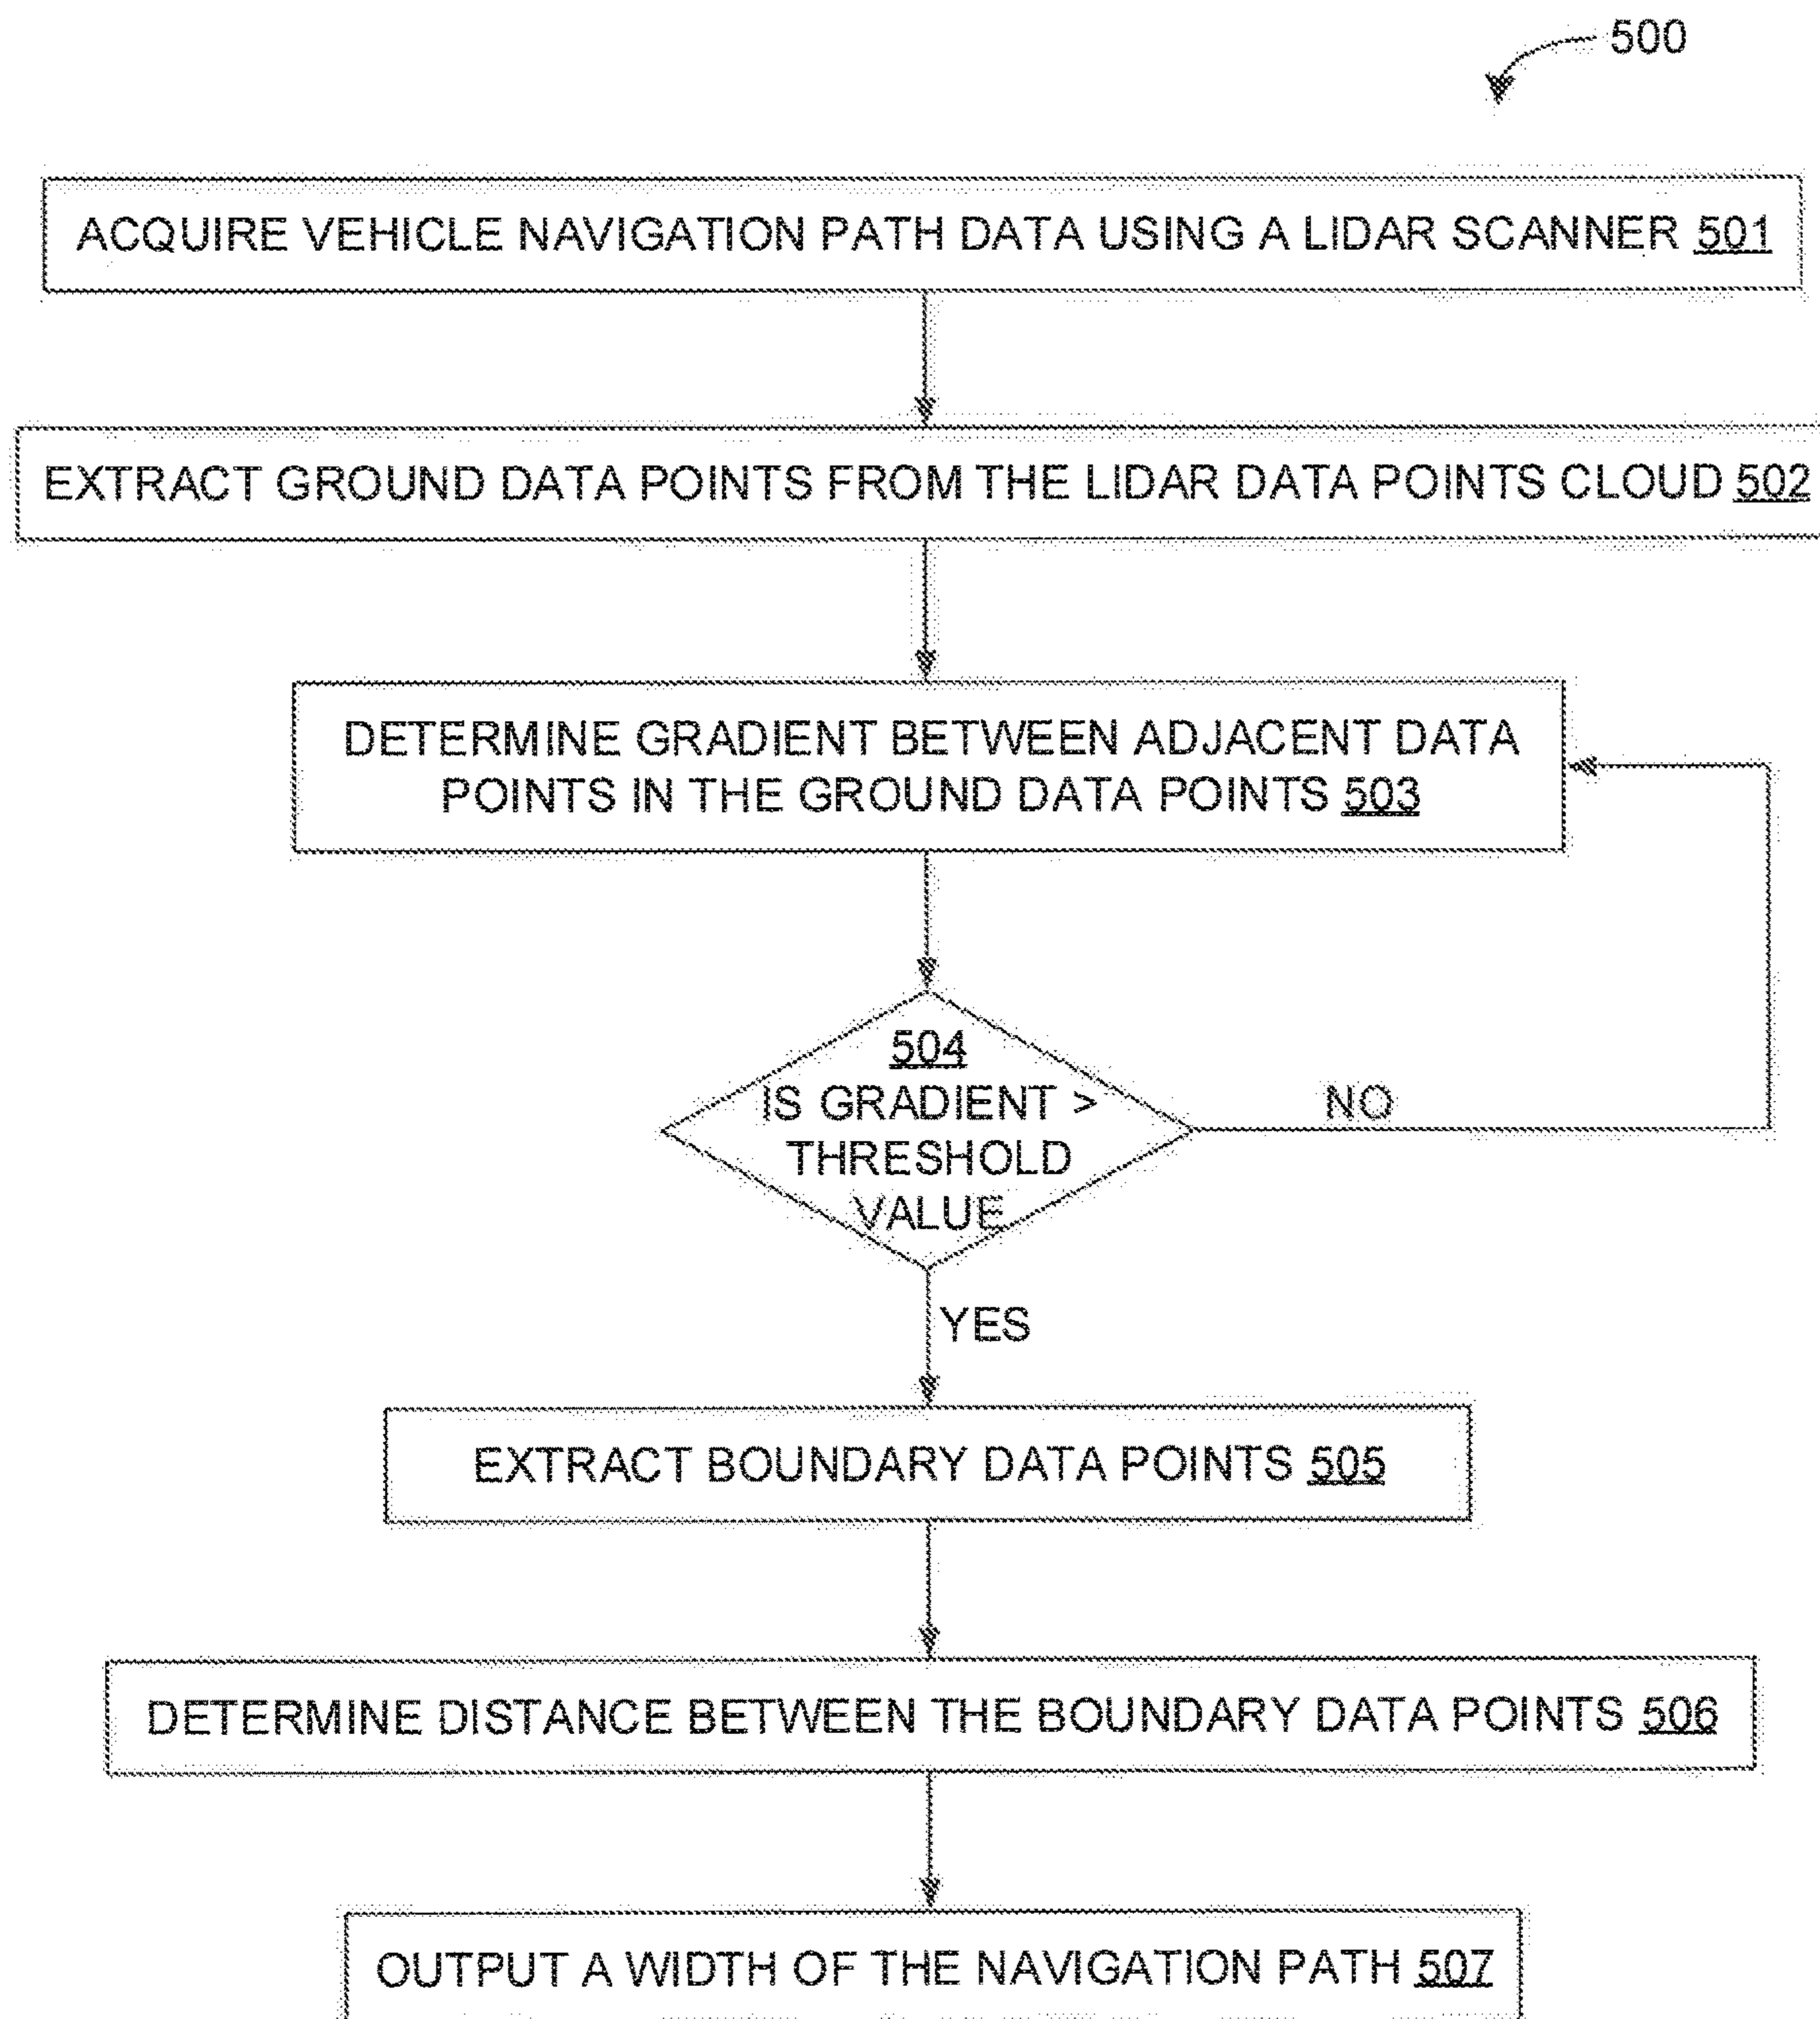 500
ACQUIRE VEHICLE NAVIGATION PATH DATA USING A LIDAR SCANNER 501
EXTRACT GROUND DATA POINTS FROM THE LIDAR DATA POINTS CLOUD 502
DETERMINE GRADIENT BETWEEN ADJACENT DATA
POINTS IN THE GROUND DATA POINTS 503
504
IS GRADIENT >
THRESHOLD
VALUE
NO
YES
EXTRACT BOUNDARY DATA POINTS 505
DETERMINE DISTANCE BETWEEN THE BOUNDARY DATA POINTS 506
OUTPUT A WIDTH OF THE NAVIGATION PATH 507